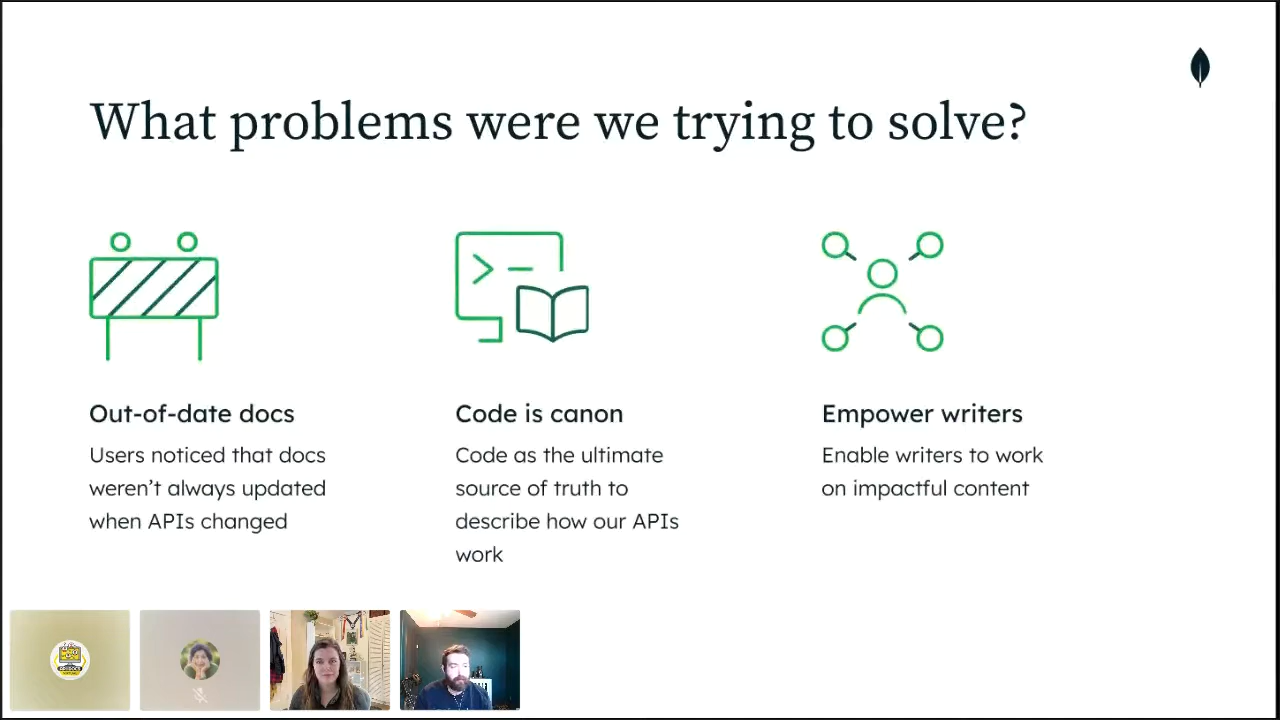 What problems were we trying to solve?
Out-of-date docs
Users noticed that docs
weren't always updated
when APIs changed
Code is canon
Code as the ultimate
source of truth to
describe how our APIs
work
Empower writers
Enable writers to work
on impactful content